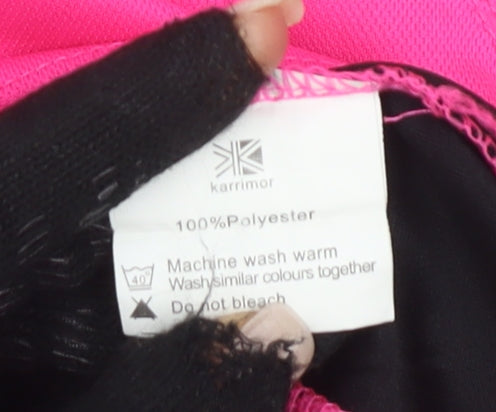 karrimor
100%Polyester
40°
Machine wash warm
Wash similar colours together
Do not bleach